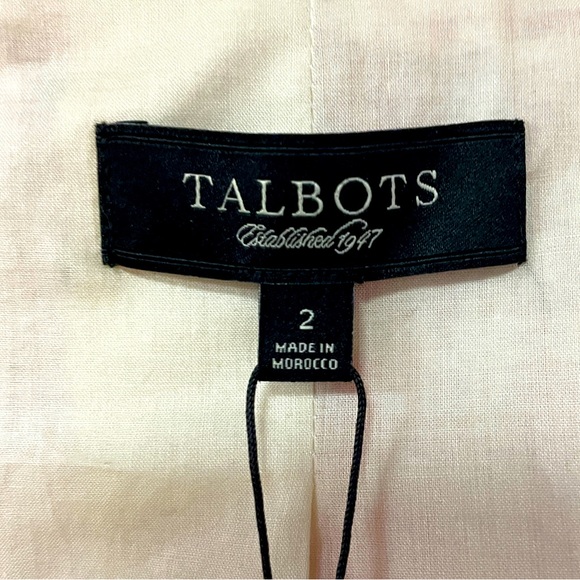 TALBOTS
Established 1947
2
MADE IN
MOROCCO